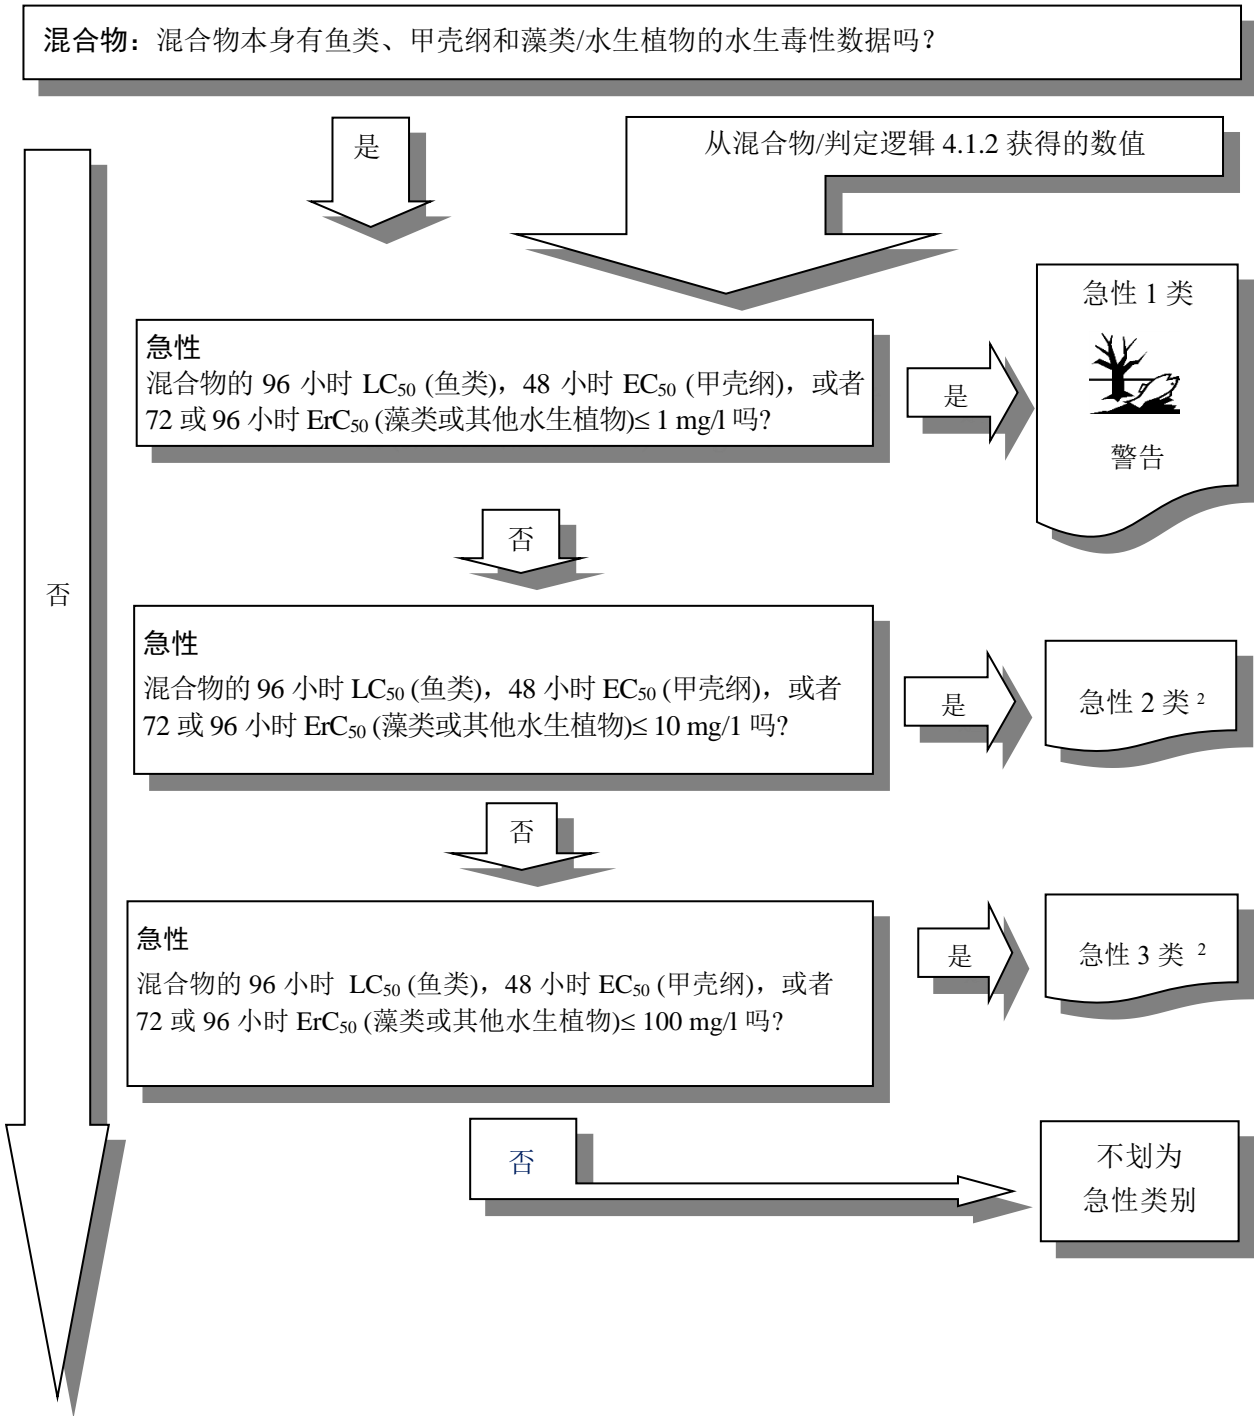 混合物：混合物本身有鱼类、甲壳纲和藻类/水生植物的水生毒性数据吗？
是
从混合物/判定逻辑 4.1.2 获得的数值
急性
混合物的 96 小时 LC50 (鱼类)，48 小时 EC50 (甲壳纲)，或者
72 或 96 小时 ErC50 (藻类或其他水生植物)≤ 1 mg/l 吗?
是
急性 1 类
警告
否
否
急性
混合物的 96 小时 LC50 (鱼类)，48 小时 EC50 (甲壳纲)，或者
72 或 96 小时 ErC50 (藻类或其他水生植物)≤ 10 mg/1 吗?
是
急性 2 类 2
否
急性
混合物的 96 小时 LC50 (鱼类)，48 小时 EC50 (甲壳纲)，或者
72 或 96 小时 ErC50 (藻类或其他水生植物)≤ 100 mg/l 吗?
是
急性 3 类 2
否
不划为
急性类别